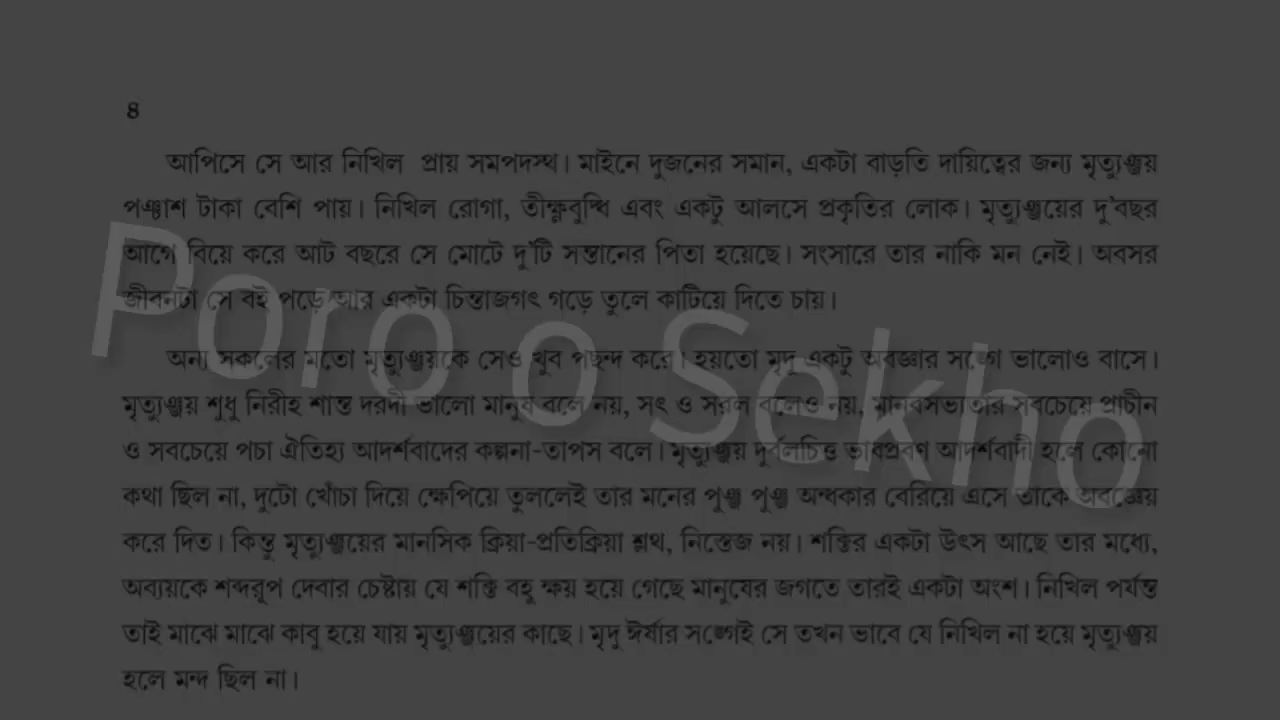 ৪
আপিসে সে আর নিখিল প্রায় সমপদস্থ। মাইনে দুজনের সমান, একটা বাড়তি দায়িত্বের জন্য মৃত্যুঞ্জয়
পঞ্চাশ টাকা বেশি পায়। নিখিল রোগা, তীক্ষ্ণবুদ্ধি এবং একটু আলসে প্রকৃতির লোক। মৃত্যুঞ্জয়ের দু'বছর
আগে বিয়ে করে আট বছরে সে মোটে দু'টি সন্তানের পিতা হয়েছে। সংসারে তার নাকি মন নেই। অবসর
জীবনটা সে বই পড়ে আর একটা চিন্তাজগৎ গড়ে তুলে কাটিয়ে দিতে চায়।
অন্য সকলের মতো মৃত্যুঞ্জয়কে সেও খুব পছন্দ করে। হয়তো মৃদু একটু অবজ্ঞার সঙ্গে ভালোও বাসে।
মৃত্যুঞ্জয় শুধু নিরীহ শান্ত দরদী ভালো মানুষ বলে নয়, সৎ ও সরল বলেও নয়, মানবসভ্যতার সবচেয়ে প্রাচীন
ও সবচেয়ে পচা ঐতিহ্য আদর্শবাদের কল্পনা-তাপস বলে। মৃত্যুঞ্জয় দুর্বলচিত্ত ভাবপ্রবণ আদর্শবাদী হলে কোনো
কথা ছিল না, দুটো খোঁচা দিয়ে ক্ষেপিয়ে তুললেই তার মনের পুঞ্জ পুঞ্জ অন্ধকার বেরিয়ে এসে তাকে অবজ্ঞেয়
করে দিত। কিন্তু মৃত্যুঞ্জয়ের মানসিক ক্রিয়া-প্রতিক্রিয়া শ্লথ, নিস্তেজ নয়। শক্তির একটা উৎস আছে তার মধ্যে,
অব্যয়কে শব্দরূপ দেবার চেষ্টায় যে শক্তি বহু ক্ষয় হয়ে গেছে মানুষের জগতে তারই একটা অংশ। নিখিল পর্যন্ত
তাই মাঝে মাঝে কাবু হয়ে যায় মৃত্যুঞ্জয়ের কাছে। মৃদু ঈর্ষার সঙ্গেই সে তখন ভাবে যে নিখিল না হয়ে মৃত্যুঞ্জয়
হলে মন্দ ছিল না।
Poro o Sekho